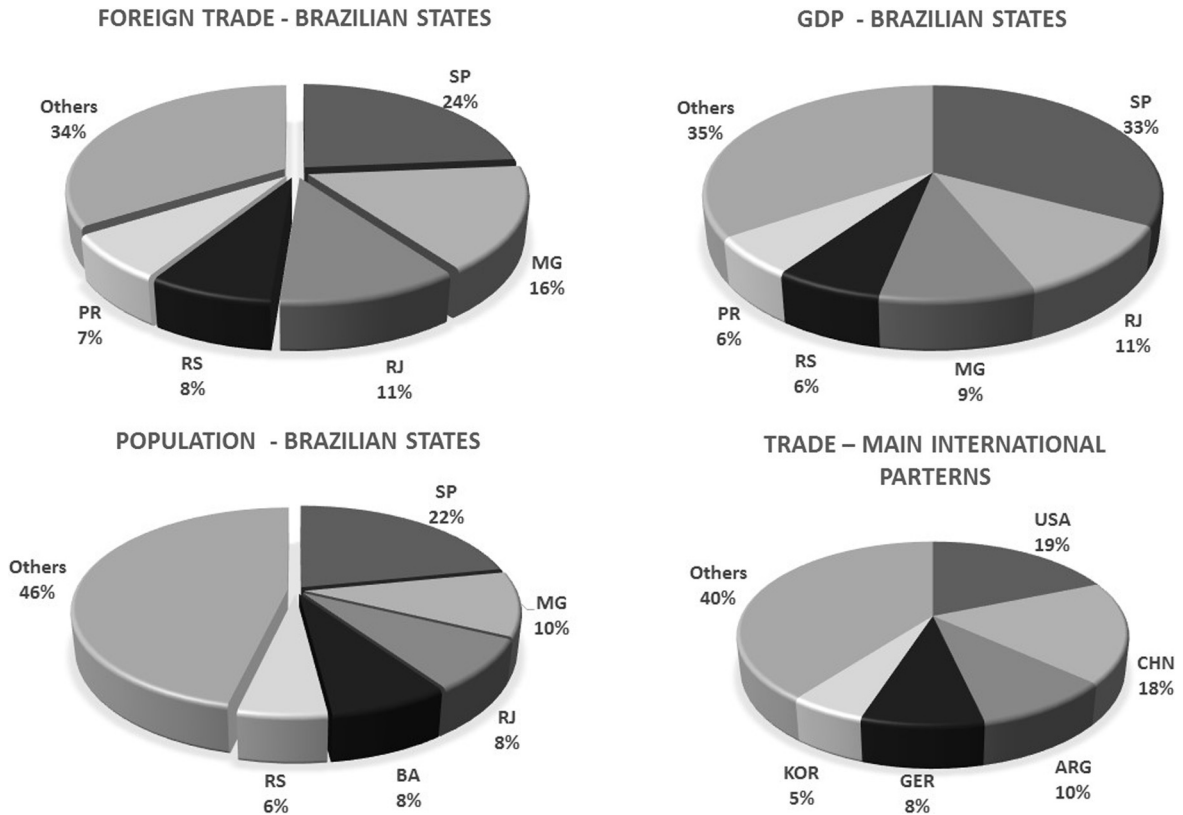 FOREIGN TRADE - BRAZILIAN STATES
SP
24%
MG
16%
RJ
11%
RS
8%
PR
7%
Others
34%
GDP - BRAZILIAN STATES
SP
33%
RJ
11%
MG
9%
RS
6%
PR
6%
Others
35%
POPULATION - BRAZILIAN STATES
SP
22%
MG
10%
RJ
8%
BA
8%
RS
6%
Others
46%
TRADE – MAIN INTERNATIONAL
PARTERNS
USA
19%
CHN
18%
ARG
10%
GER
8%
KOR
5%
Others
40%